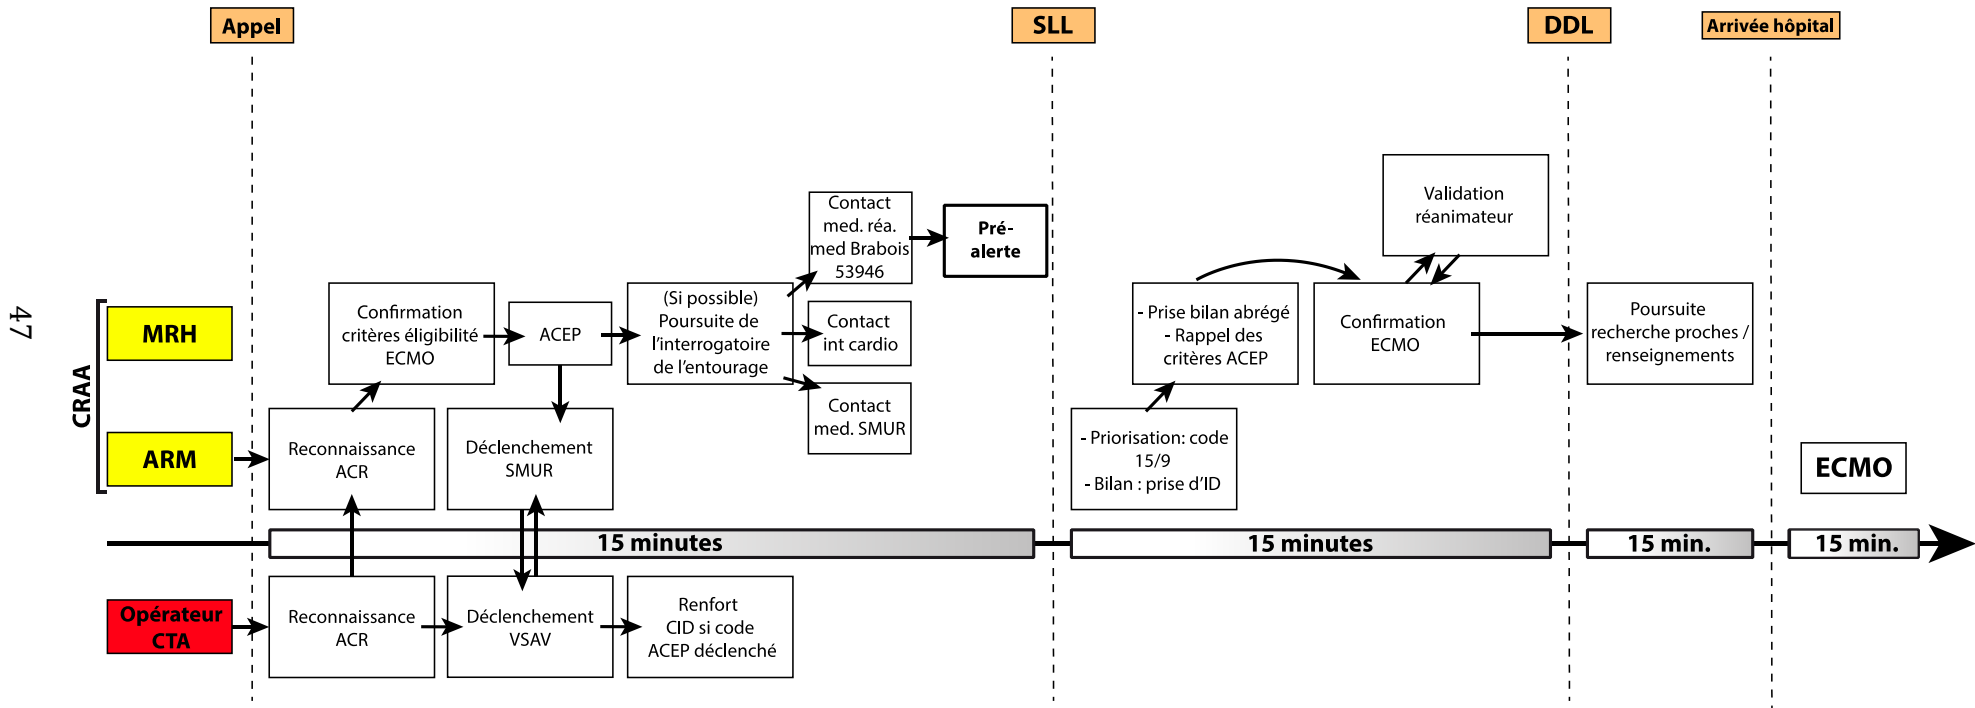 Appel
SLL
DDL
Arrivée hôpital
47
CRAA
MRH
ARM
Opérateur
CTA
Reconnaissance
ACR
Confirmation
critères éligibilité
ECMO
ACEP
Déclenchement
SMUR
(Si possible)
Poursuite de
l'interrogatoire
de l'entourage
Contact
med. réa.
med Brabois
53946
Contact
int cardio
Contact
med. SMUR
Pré-
alerte
- Priorisation: code
15/9
- Bilan : prise d'ID
- Prise bilan abrégé
- Rappel des
critères ACEP
Confirmation
ECMO
Validation
réanimateur
Poursuite
recherche proches /
renseignements
ECMO
15 minutes
15 minutes
15 min.
15 min.
Reconnaissance
ACR
Déclenchement
VSAV
Renfort
CID si code
ACEP déclenché